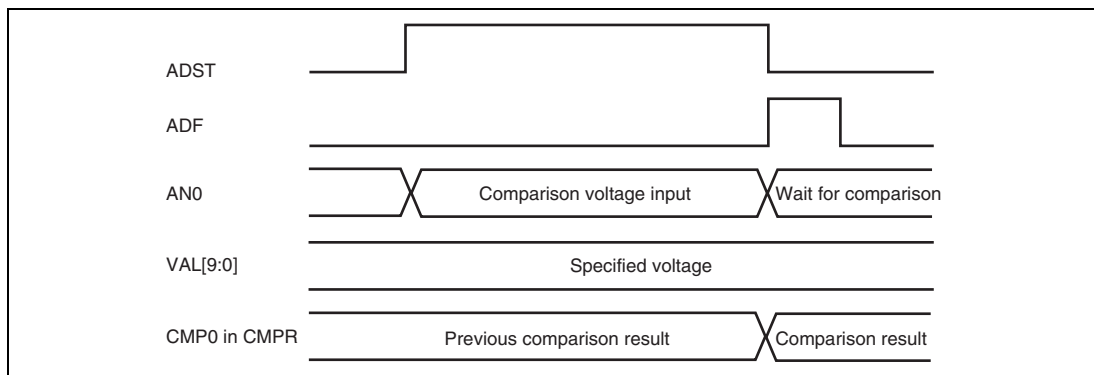 ADST
ADF
AN0 Comparison voltage input Wait for comparison
VAL[9:0] Specified voltage
CMP0 in CMPR Previous comparison result Comparison result